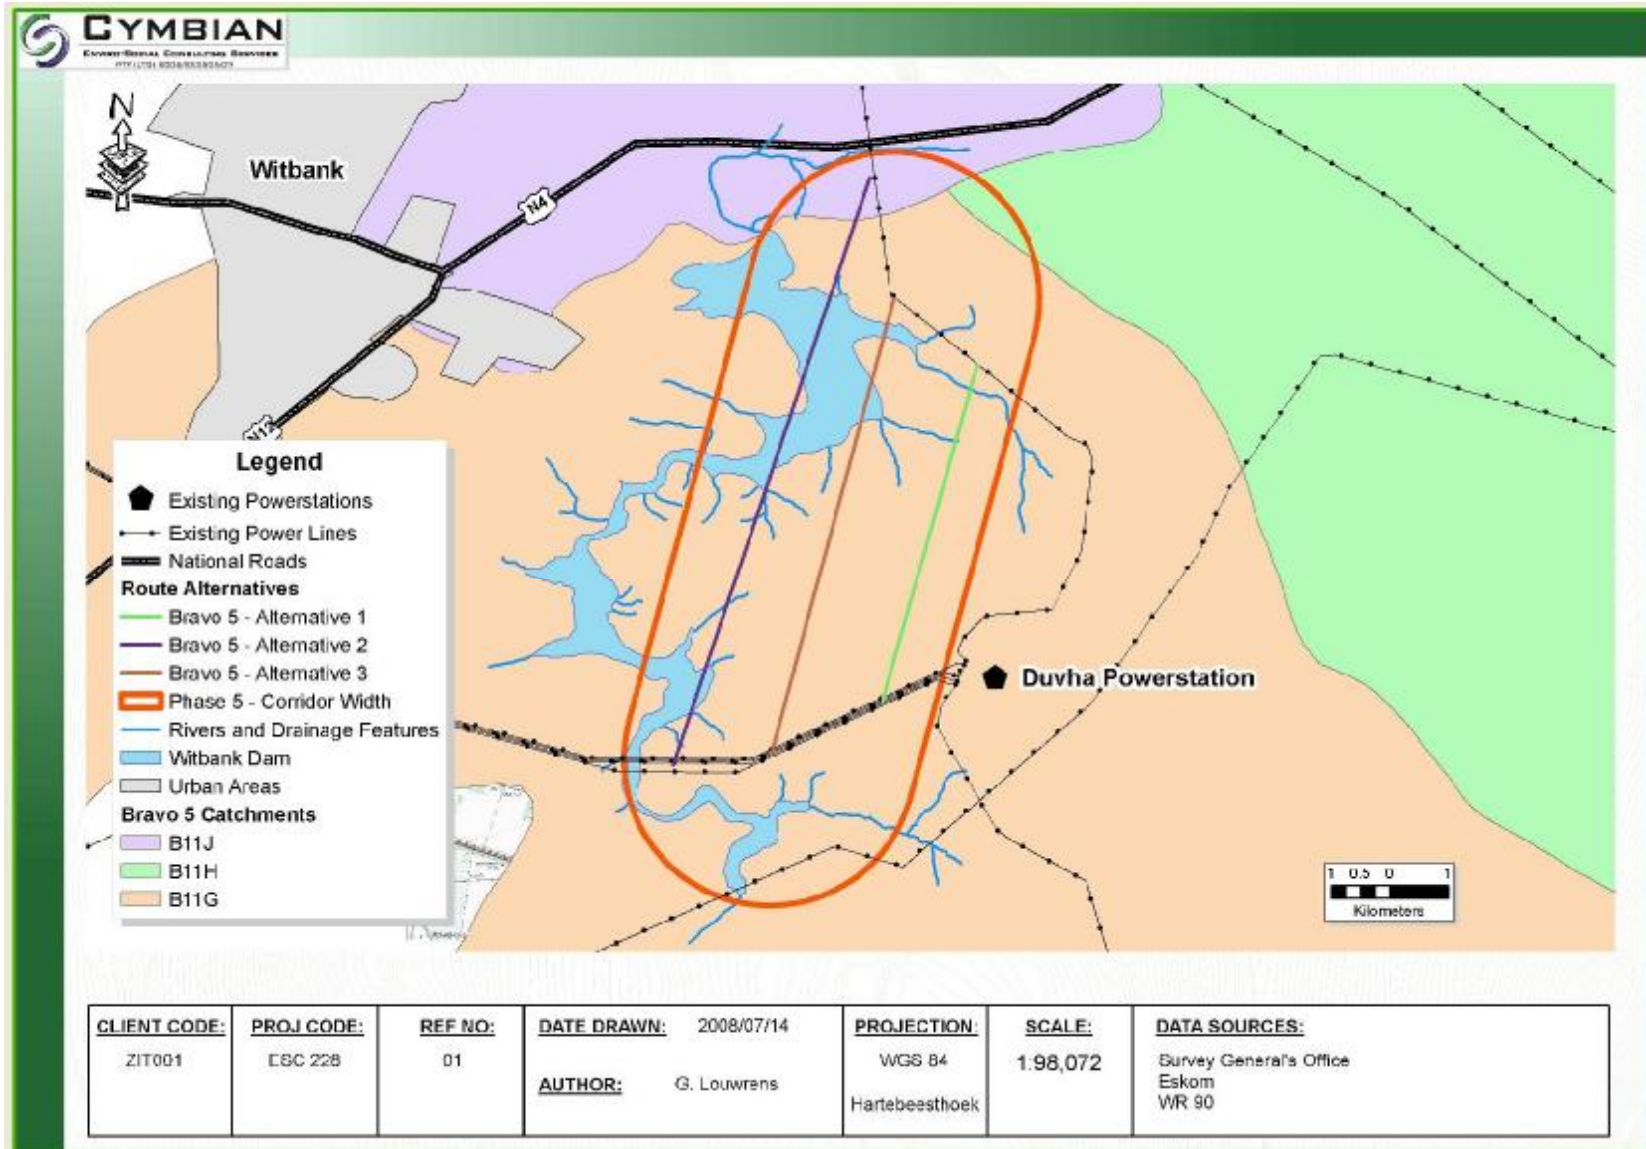 CYMBIAN
ENVIRO-SOCIAL CONSULTING SERVICES
N
Witbank
N4
N12
Legend
Existing Powerstations
Existing Power Lines
National Roads
Route Alternatives
Bravo 5 - Alternative 1
Bravo 5 - Alternative 2
Bravo 5 - Alternative 3
Phase 5 - Corridor Width
Rivers and Drainage Features
Witbank Dam
Urban Areas
Bravo 5 Catchments
B11J
B11H
B11G
Duvha Powerstation
1 0.5 0 1
Kilometers
CLIENT CODE:
ZIT001
PROJ CODE:
ESC 228
REF NO:
01
DATE DRAWN: 2008/07/14
AUTHOR: G. Louwrens
PROJECTION:
WGS 84
Hartebeesthoek
SCALE:
1:98,072
DATA SOURCES:
Survey General's Office
Eskom
WR 90